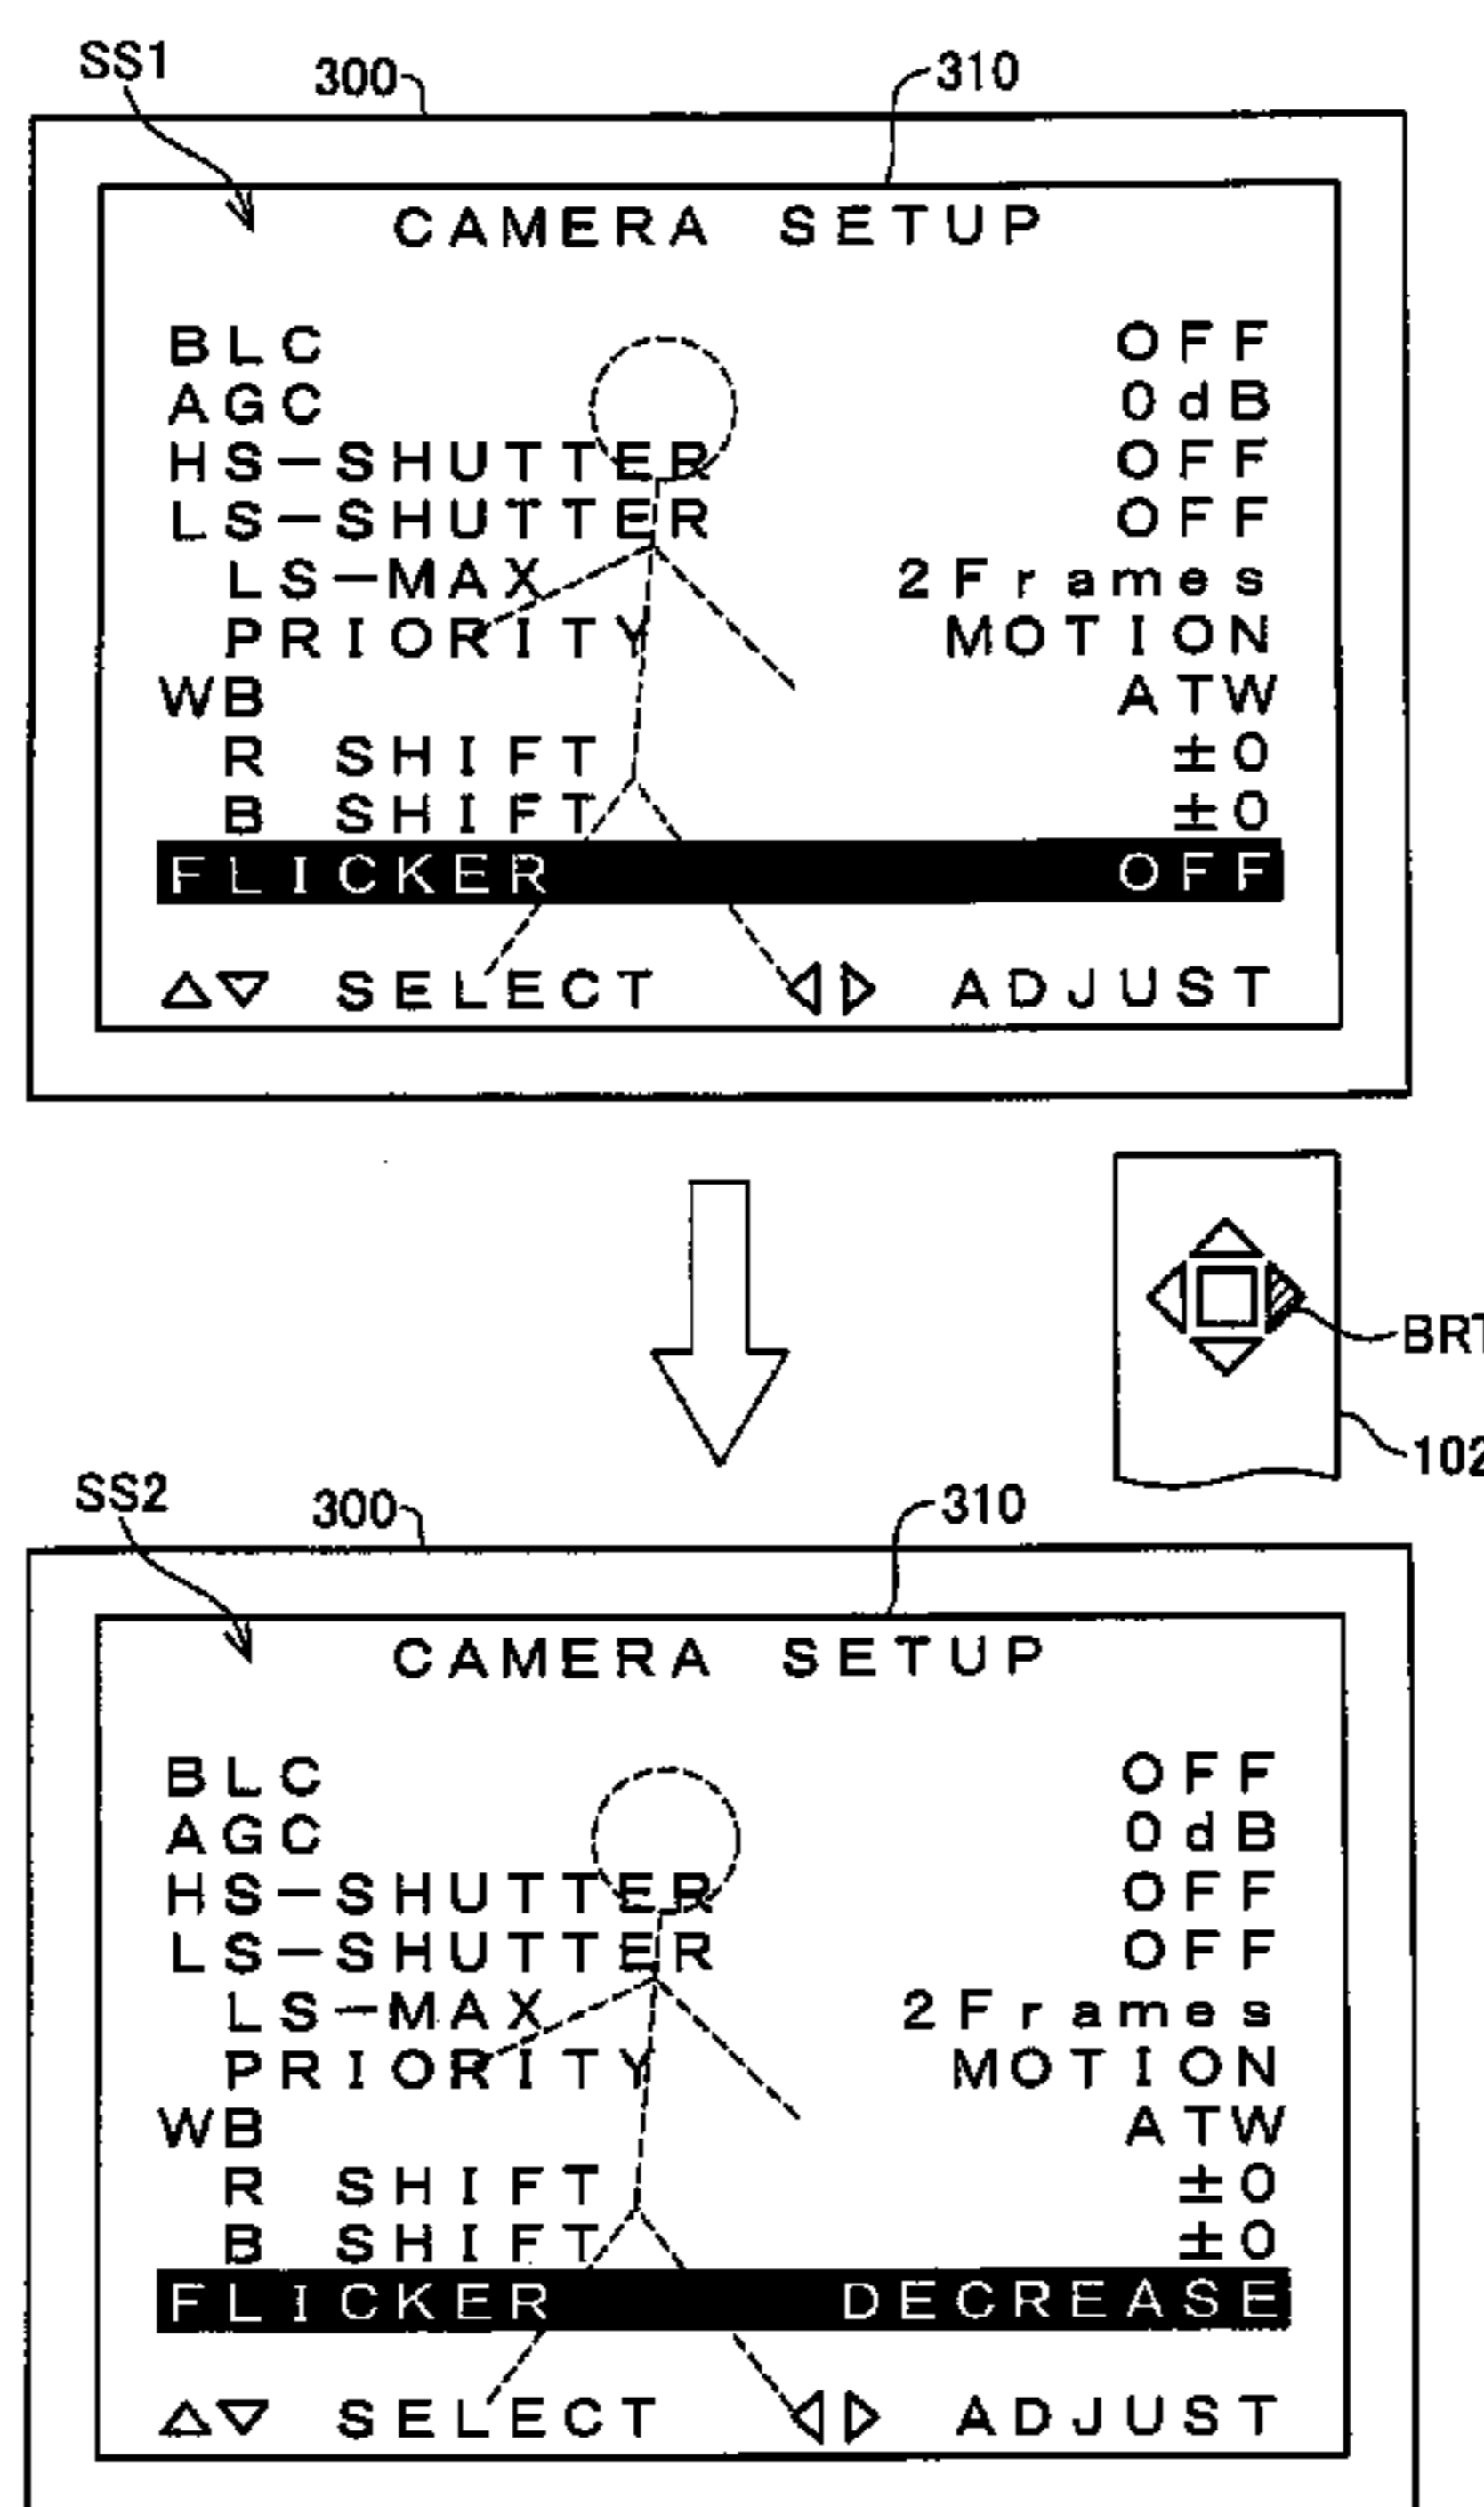 SS1 300 310
CAMERA SETUP
BLC OFF
AGC 0dB
HS-SHUTTER OFF
LS-SHUTTER OFF
LS-MAX 2Frames
PRIORITY MOTION
WB ATW
R SHIFT ±0
B SHIFT ±0
FLICKER OFF
△▽ SELECT ◁▷ ADJUST
BRT
102
SS2 300 310
CAMERA SETUP
BLC OFF
AGC 0dB
HS-SHUTTER OFF
LS-SHUTTER OFF
LS-MAX 2Frames
PRIORITY MOTION
WB ATW
R SHIFT ±0
B SHIFT ±0
FLICKER DECREASE
△▽ SELECT ◁▷ ADJUST